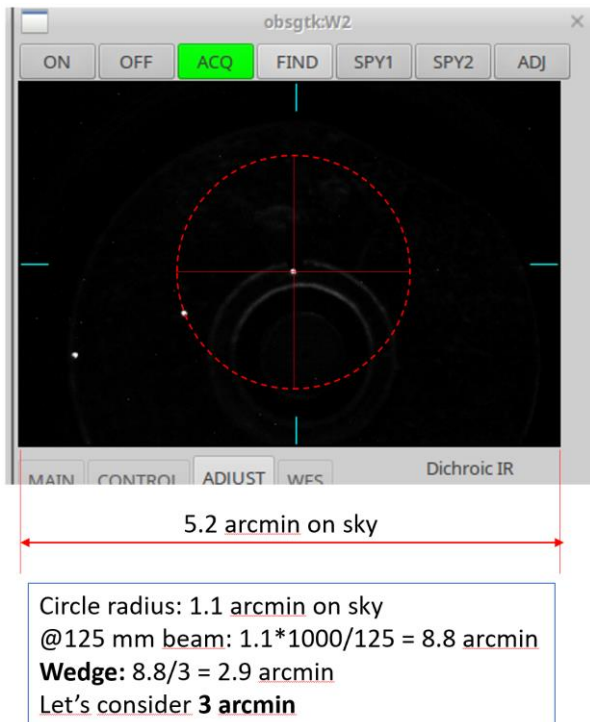 obsgtk:W2
ON OFF ACQ FIND SPY1 SPY2 ADJ
MAIN CONTROL ADJUST WFS Dichroic IR
5.2 arcmin on sky
Circle radius: 1.1 arcmin on sky
@125 mm beam: 1.1*1000/125 = 8.8 arcmin
Wedge: 8.8/3 = 2.9 arcmin
Let’s consider 3 arcmin